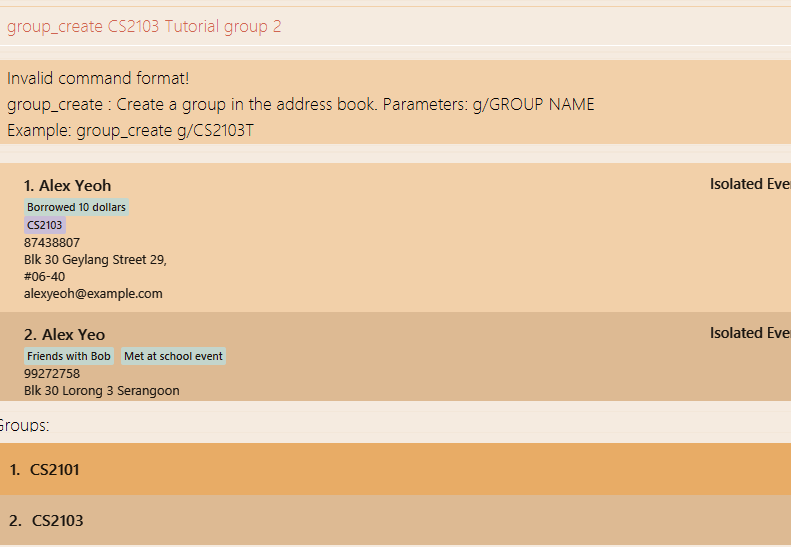 group_create CS2103 Tutorial group 2
Invalid command format!
group_create : Create a group in the address book. Parameters: g/GROUP NAME
Example: group_create g/CS2103T
1. Alex Yeoh
Isolated Eve
Borrowed 10 dollars
CS2103
87438807
Blk 30 Geylang Street 29,
#06-40
alexyeoh@example.com
2. Alex Yeo
Isolated Eve
Friends with Bob Met at school event
99272758
Blk 30 Lorong 3 Serangoon
Groups:
1. CS2101
2. CS2103